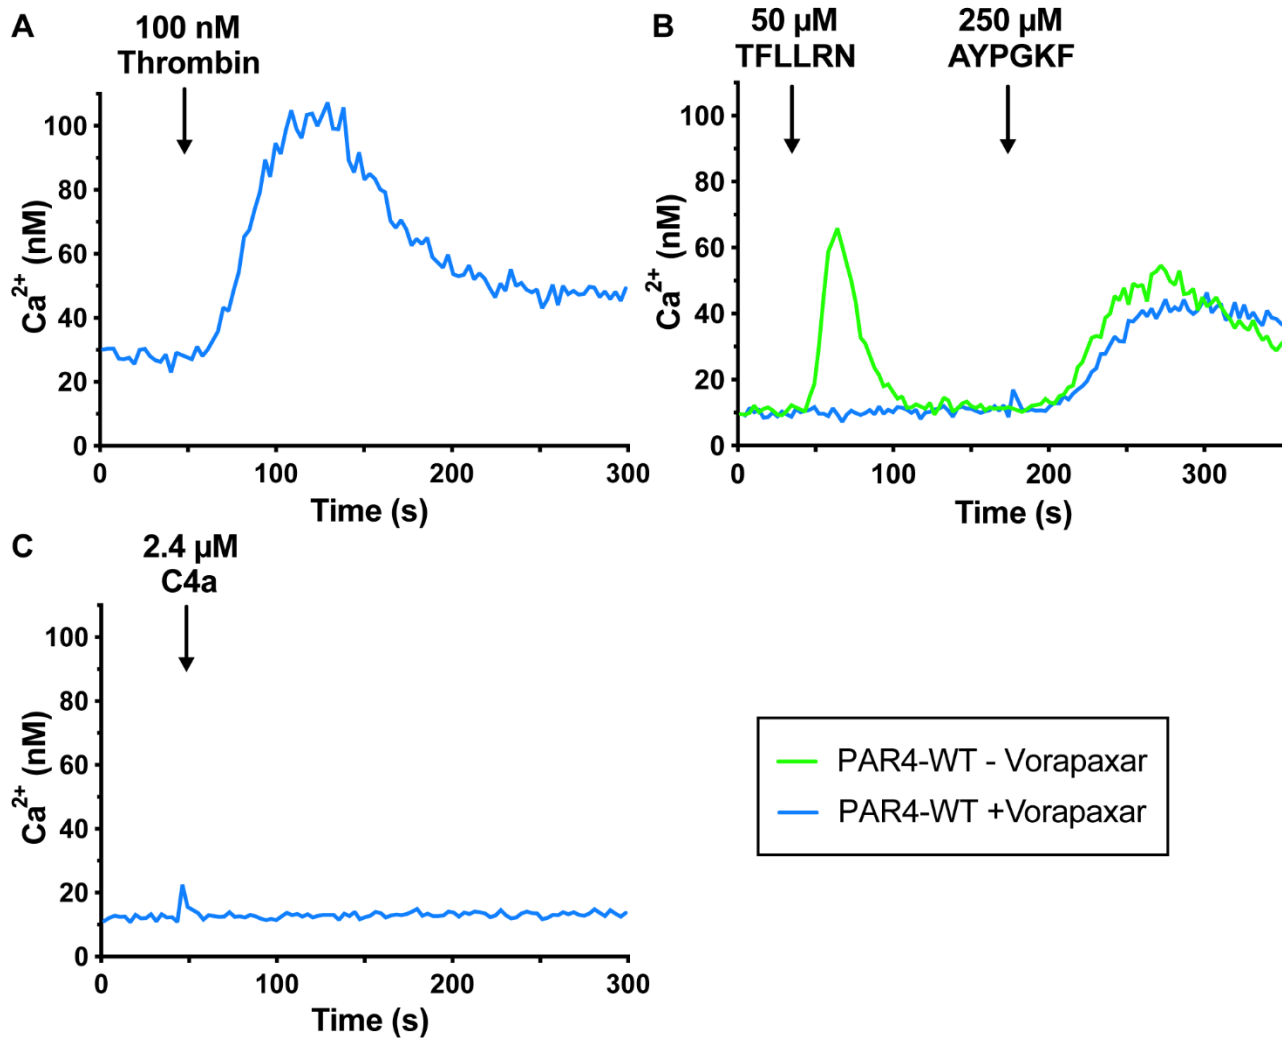 A
100 nM
Thrombin
100
80
60
40
20
0
Ca2+ (nM)
0 100 200 300
Time (s)
B
50 µM
TFLLRN
250 µM
AYPGKF
100
80
60
40
20
0
Ca2+ (nM)
0 100 200 300
Time (s)
C
2.4 µM
C4a
100
80
60
40
20
0
Ca2+ (nM)
0 100 200 300
Time (s)
PAR4-WT - Vorapaxar
PAR4-WT +Vorapaxar